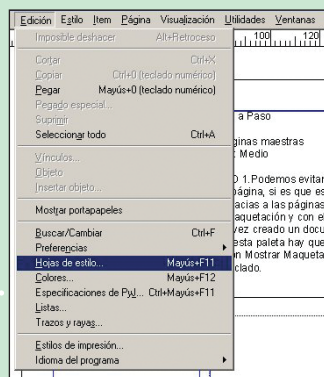 Edición Estilo Item Página Visualización Utilidades Ventanas
Imposible deshacer Alt+Retroceso
100 120
Cortar Ctrl+X
Copiar Ctrl+0 (teclado numérico)
Pegar Mayús+0 (teclado numérico)
Pegado especial...
Suprimir
Seleccionar todo Ctrl+A
Vínculos...
Objeto
Insertar objeto...
Mostrar portapapeles
Buscar/Cambiar Ctrl+F
Preferencias
Hojas de estilo... Mayús+F11
Colores... Mayús+F12
Especificaciones de PyJ... Ctrl+Mayús+F11
Listas...
Trazos y rayas...
Estilos de impresión...
Idioma del programa
a Paso
ginas maestras
Medio
1.Podemos evitar
página, si es que es
acias a las páginas
aquetación y con el
vez creado un docu
esta paleta hay que
n Mostrar Maqueta
clado.